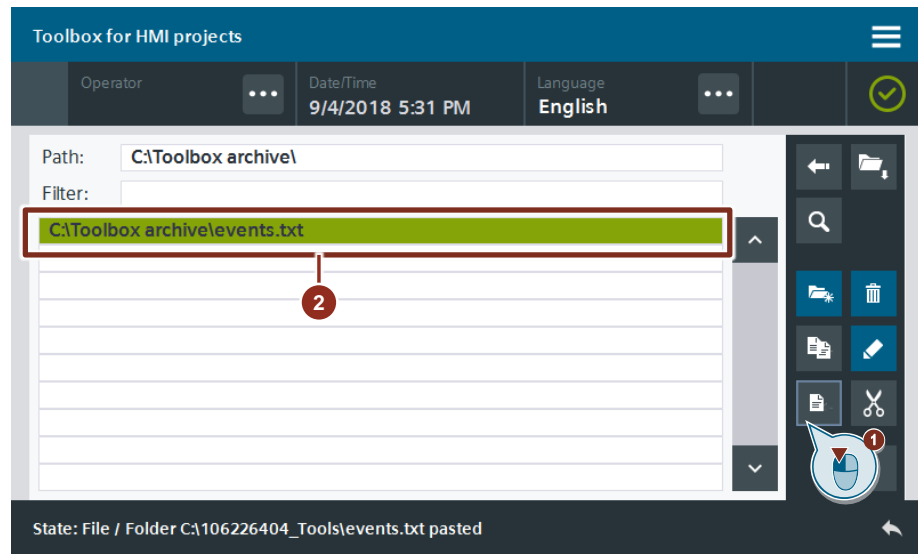 Toolbox for HMI projects
Operator
Date/Time
Language
9/4/2018 5:31 PM
English
Path: C:\Toolbox archive\
Filter:
C:\Toolbox archive\events.txt
2
1
State: File / Folder C:\106226404_Tools\events.txt pasted